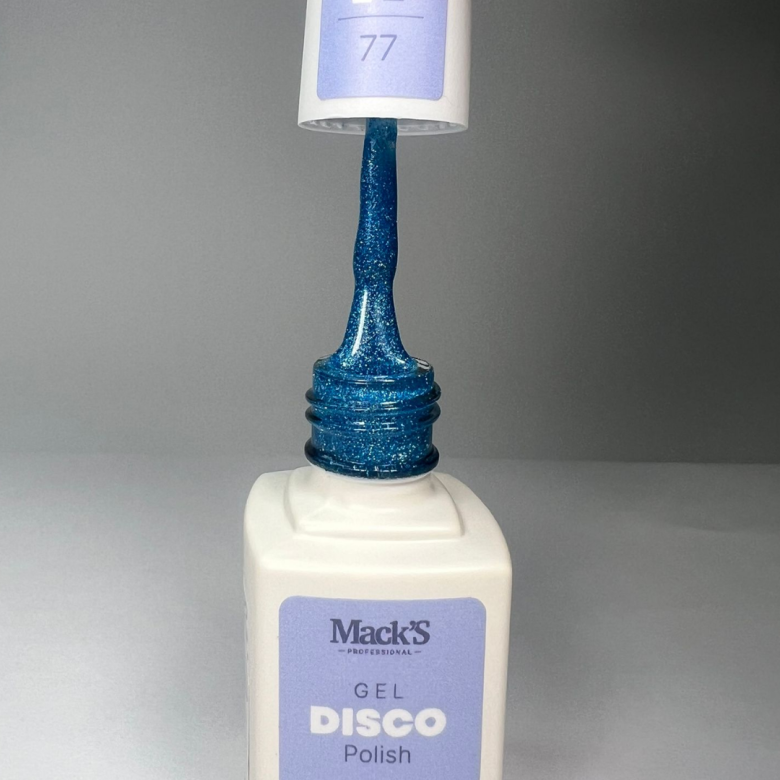 77
Mack'S
PROFESSIONAL
GEL
DISCO
Polish